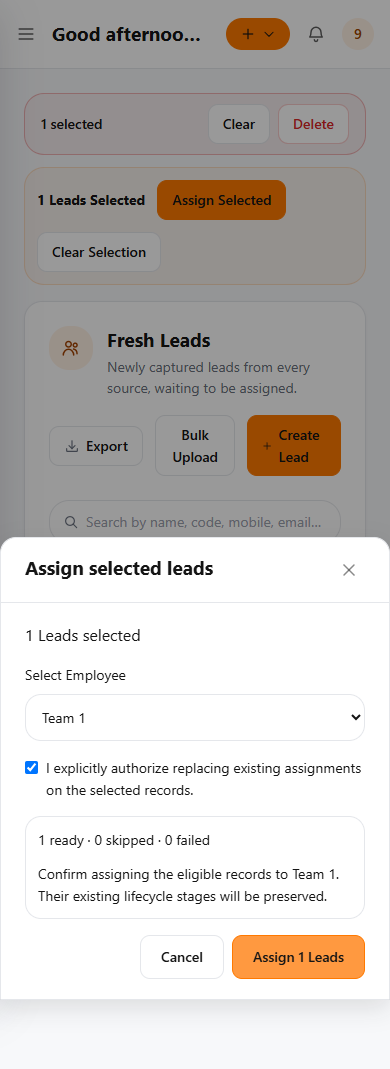 Good afternoo...
9
1 selected
Clear
Delete
1 Leads Selected
Assign Selected
Clear Selection
Fresh Leads
Newly captured leads from every
source, waiting to be assigned.
Export
Bulk
Upload
+ Create
Lead
Search by name, code, mobile, email...
Assign selected leads
1 Leads selected
Select Employee
Team 1
I explicitly authorize replacing existing assignments
on the selected records.
1 ready · 0 skipped · 0 failed
Confirm assigning the eligible records to Team 1.
Their existing lifecycle stages will be preserved.
Cancel
Assign 1 Leads